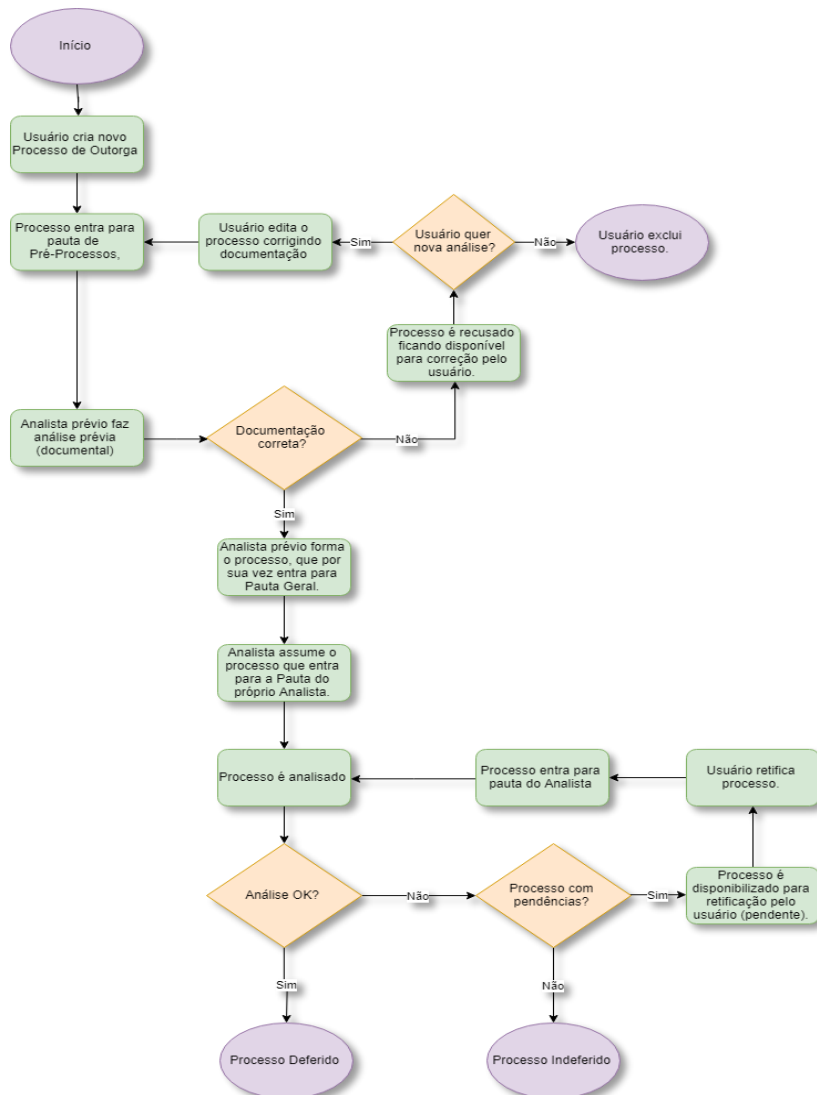 Início
Usuário cria novo
Processo de Outorga
Processo entra para
pauta de
Pré-Processos,
Usuário edita o
processo corrigindo
documentação
Sim
Usuário quer
nova análise?
Não
Usuário exclui
processo.
Processo é recusado
ficando disponível
para correção pelo
usuário.
Analista prévio faz
análise prévia
(documental)
Documentação
correta?
Não
Sim
Analista prévio forma
o processo, que por
sua vez entra para
Pauta Geral.
Analista assume o
processo que entra
para a Pauta do
próprio Analista.
Processo é analisado
Processo entra para
pauta do Analista
Usuário retifica
processo.
Análise OK?
Não
Processo com
pendências?
Sim
Processo é
disponibilizado para
retificação pelo
usuário (pendente).
Sim
Não
Processo Deferido
Processo Indeferido